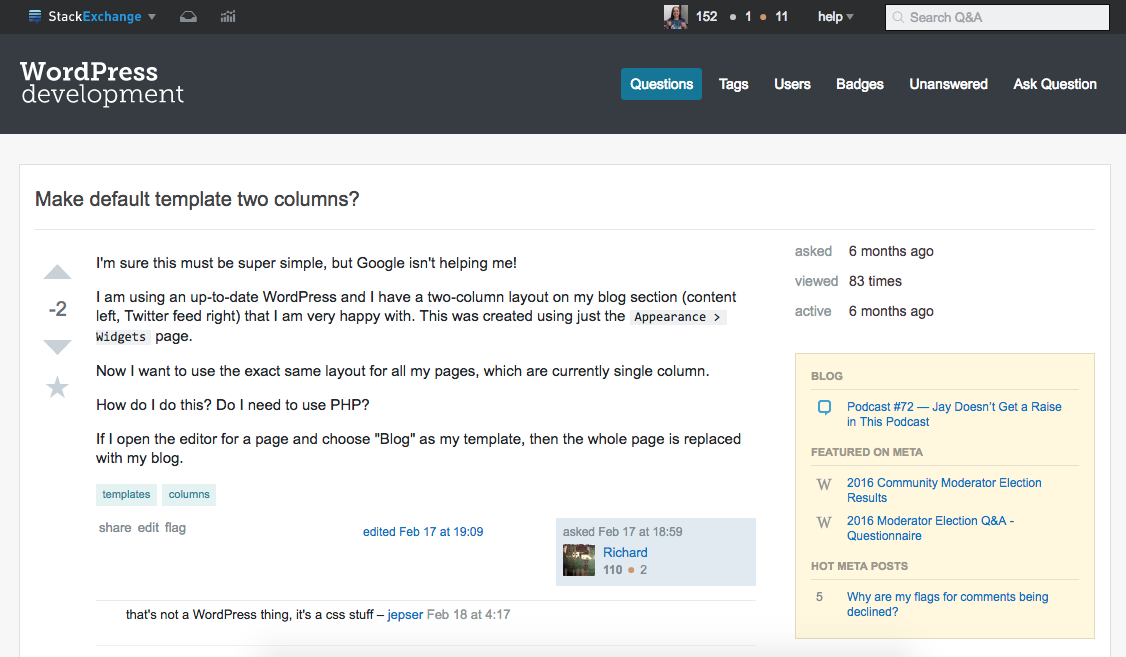 StackExchange
152 1 11 help
Search Q&A
WordPress
development
Questions Tags Users Badges Unanswered Ask Question
Make default template two columns?
-2
I'm sure this must be super simple, but Google isn't helping me!
I am using an up-to-date WordPress and I have a two-column layout on my blog section (content
left, Twitter feed right) that I am very happy with. This was created using just the Appearance >
Widgets page.
Now I want to use the exact same layout for all my pages, which are currently single column.
How do I do this? Do I need to use PHP?
If I open the editor for a page and choose "Blog" as my template, then the whole page is replaced
with my blog.
templates columns
share edit flag
edited Feb 17 at 19:09
asked Feb 17 at 18:59
Richard
110 2
that's not a WordPress thing, it's a css stuff – jepser Feb 18 at 4:17
asked 6 months ago
viewed 83 times
active 6 months ago
BLOG
Podcast #72 — Jay Doesn't Get a Raise
in This Podcast
FEATURED ON META
W 2016 Community Moderator Election
Results
W 2016 Moderator Election Q&A -
Questionnaire
HOT META POSTS
5 Why are my flags for comments being
declined?